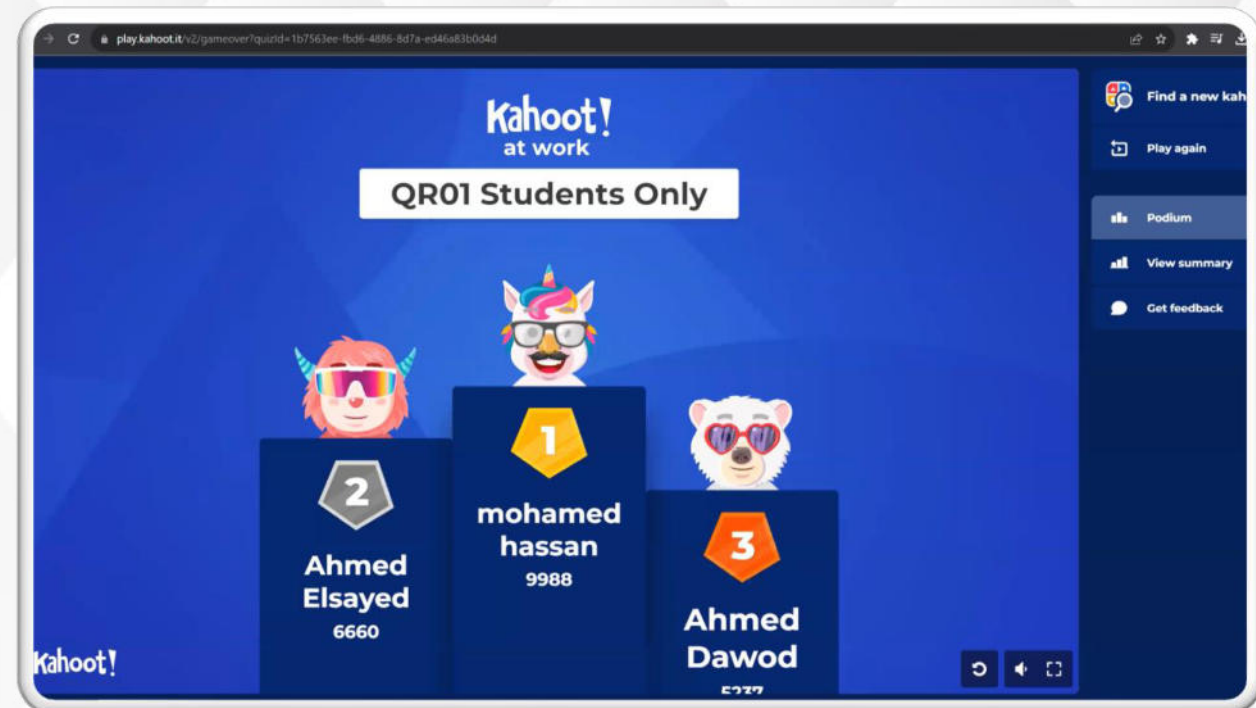 play.kahoot.it/v2/gameover?quizId=1b7563ee-fbd6-4886-8d7a-ed46a83b0d4d
Kahoot!
at work
QR01 Students Only
1
mohamed
hassan
9988
2
Ahmed
Elsayed
6660
3
Ahmed
Dawod
5237
Kahoot!
Find a new kah
Play again
Podium
View summary
Get feedback